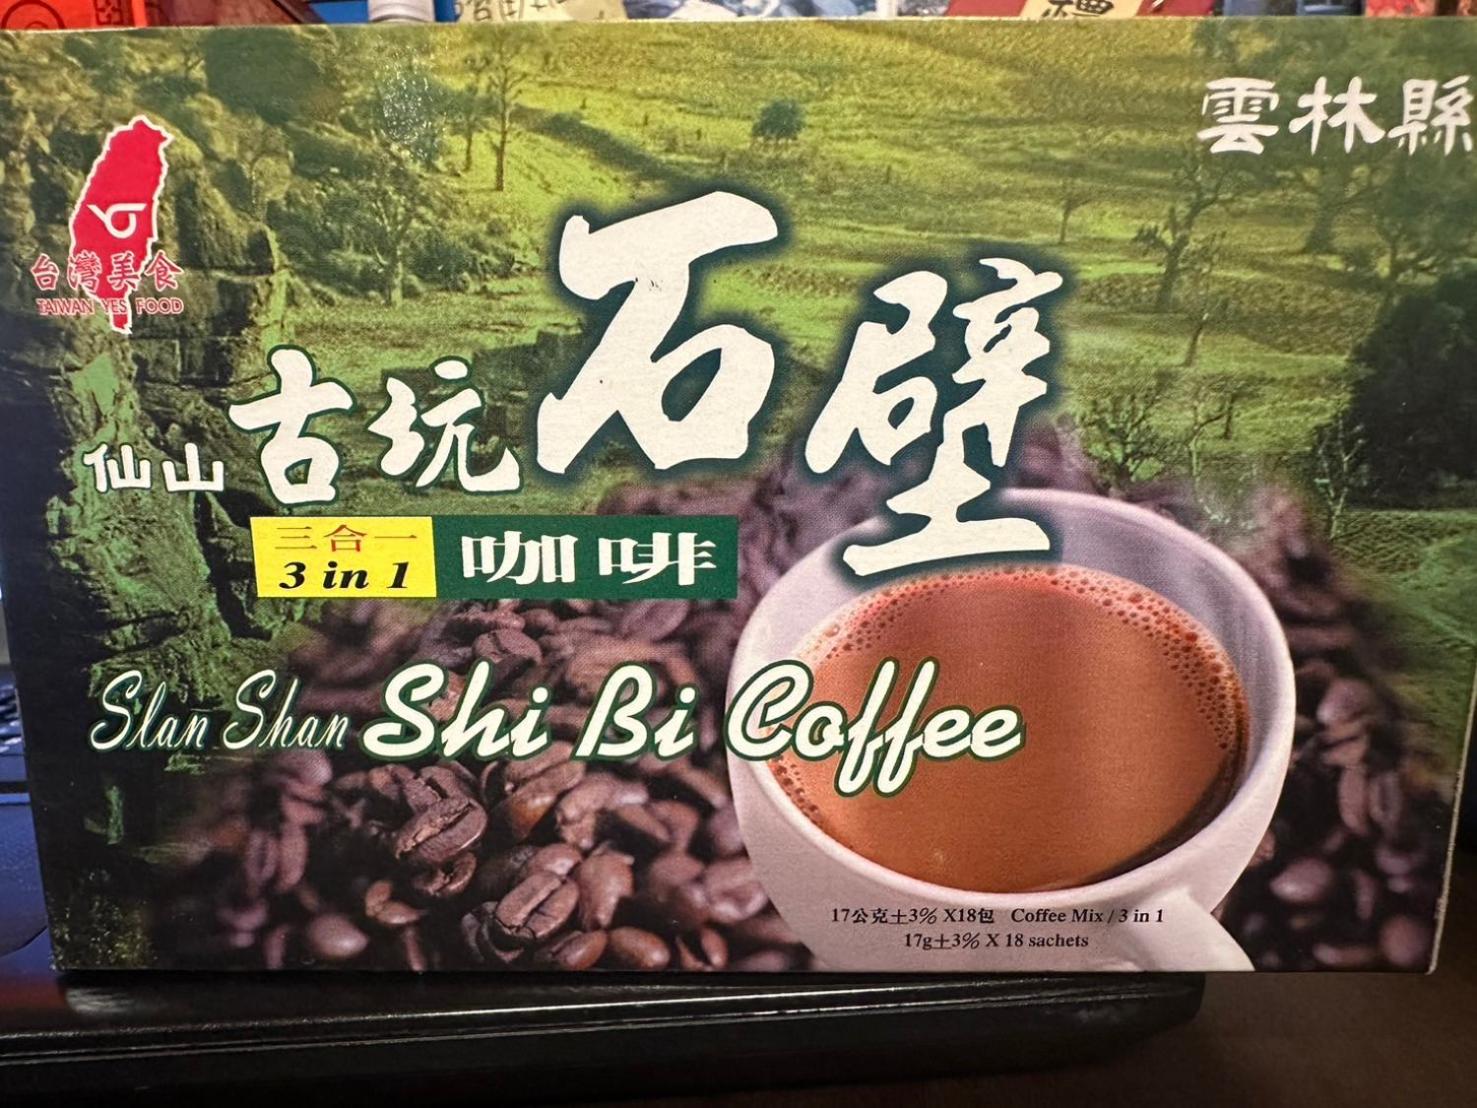 雲林縣
台灣美食
TAIWAN YES FOOD
仙山古坑石壁
三合一
3 in 1
咖啡
Slan Shan Shi Bi Coffee
17公克±3% X18包 Coffee Mix / 3 in 1
17g±3% X 18 sachets